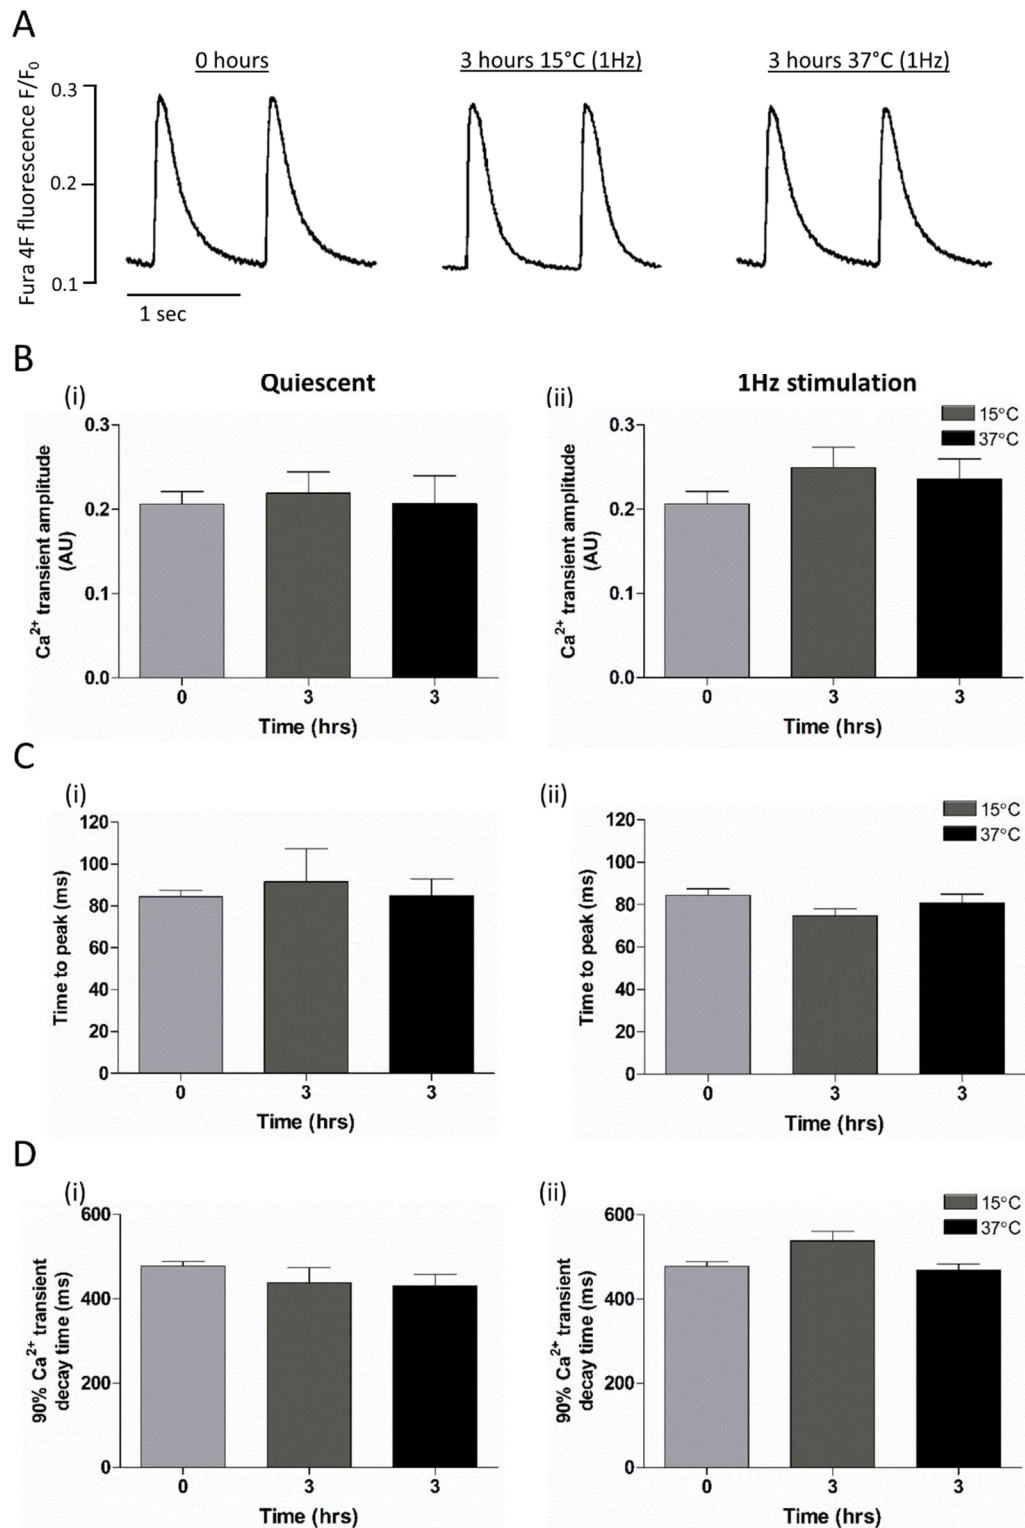 A
0 hours
3 hours 15°C (1Hz)
3 hours 37°C (1Hz)
Fura 4F fluorescence F/F₀
0.3
0.2
0.1
1 sec
B
(i)
Quiescent
Ca²⁺ transient amplitude
(AU)
0.3
0.2
0.1
0.0
0
3
3
Time (hrs)
(ii)
1Hz stimulation
15°C
37°C
Ca²⁺ transient amplitude
(AU)
0.3
0.2
0.1
0.0
0
3
3
Time (hrs)
C
(i)
Time to peak (ms)
120
100
80
60
40
20
0
0
3
3
Time (hrs)
(ii)
15°C
37°C
Time to peak (ms)
120
100
80
60
40
20
0
0
3
3
Time (hrs)
D
(i)
90% Ca²⁺ transient
decay time (ms)
600
400
200
0
0
3
3
Time (hrs)
(ii)
15°C
37°C
90% Ca²⁺ transient
decay time (ms)
600
400
200
0
0
3
3
Time (hrs)